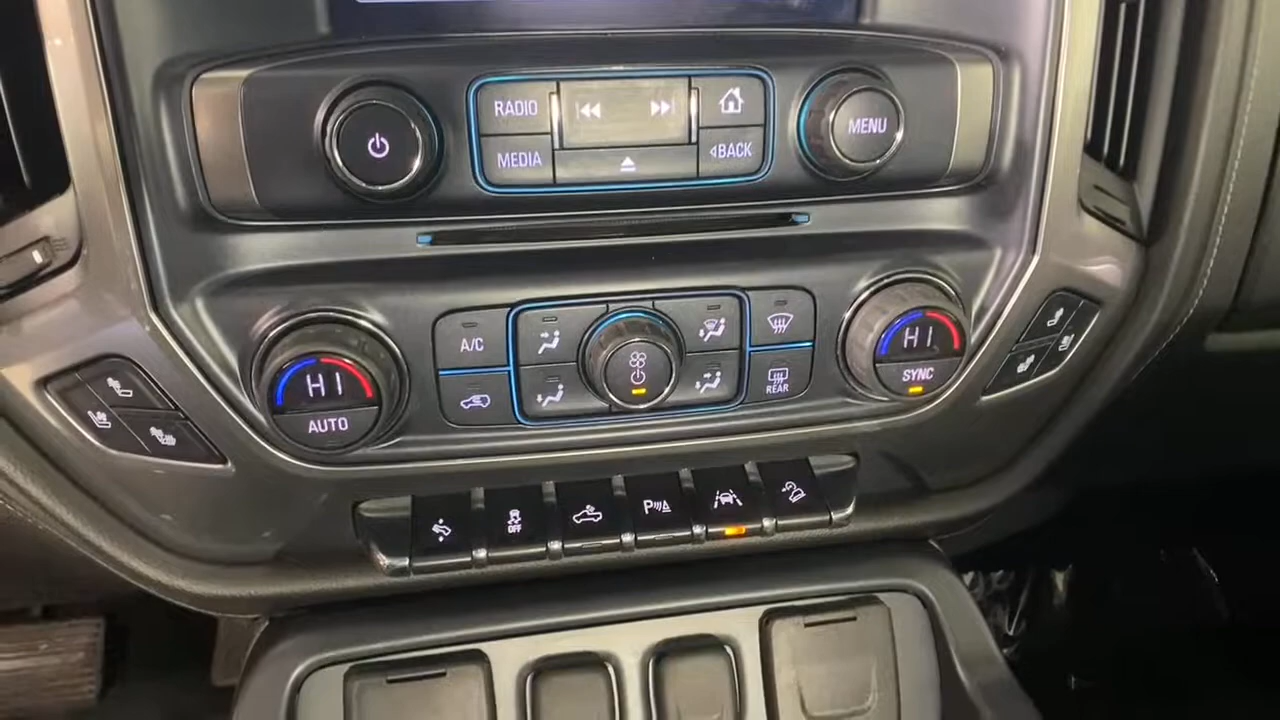 RADIO
MEDIA
BACK
MENU
HI
AUTO
A/C
REAR
HI
SYNC
OFF
P